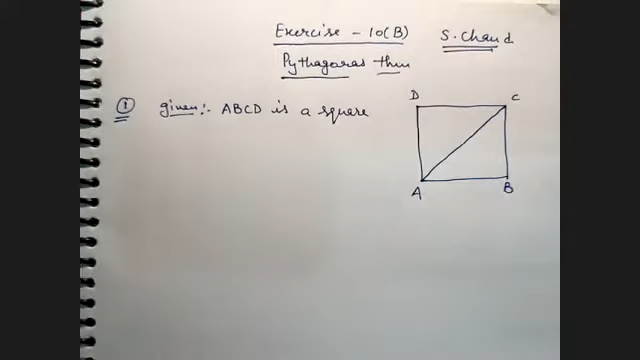 Exercise - 10(B) S. Chand
Pythagoras thm
① given:- ABCD is a square
D C
A B